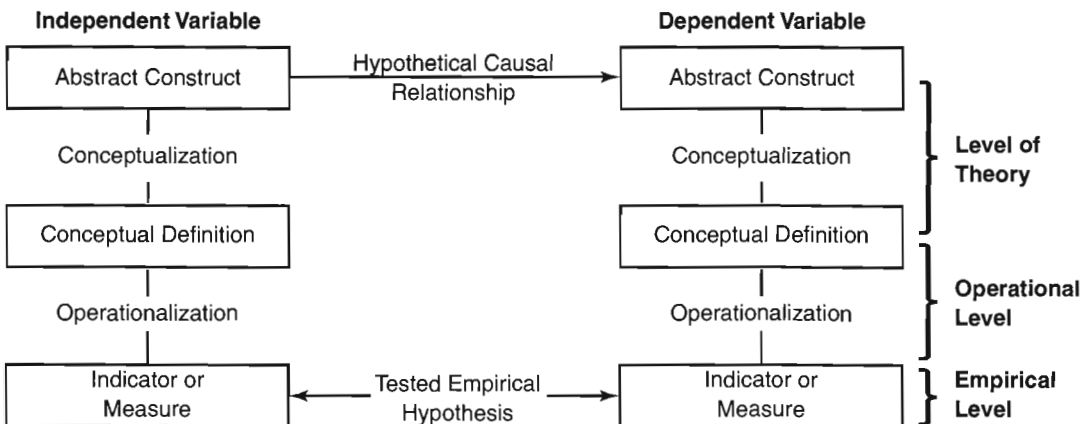 Independent Variable
Dependent Variable
Abstract Construct
Hypothetical Causal
Relationship
Abstract Construct
Conceptualization
Conceptualization
Level of
Theory
Conceptual Definition
Conceptual Definition
Operationalization
Operationalization
Operational
Level
Indicator or
Measure
Tested Empirical
Hypothesis
Indicator or
Measure
Empirical
Level